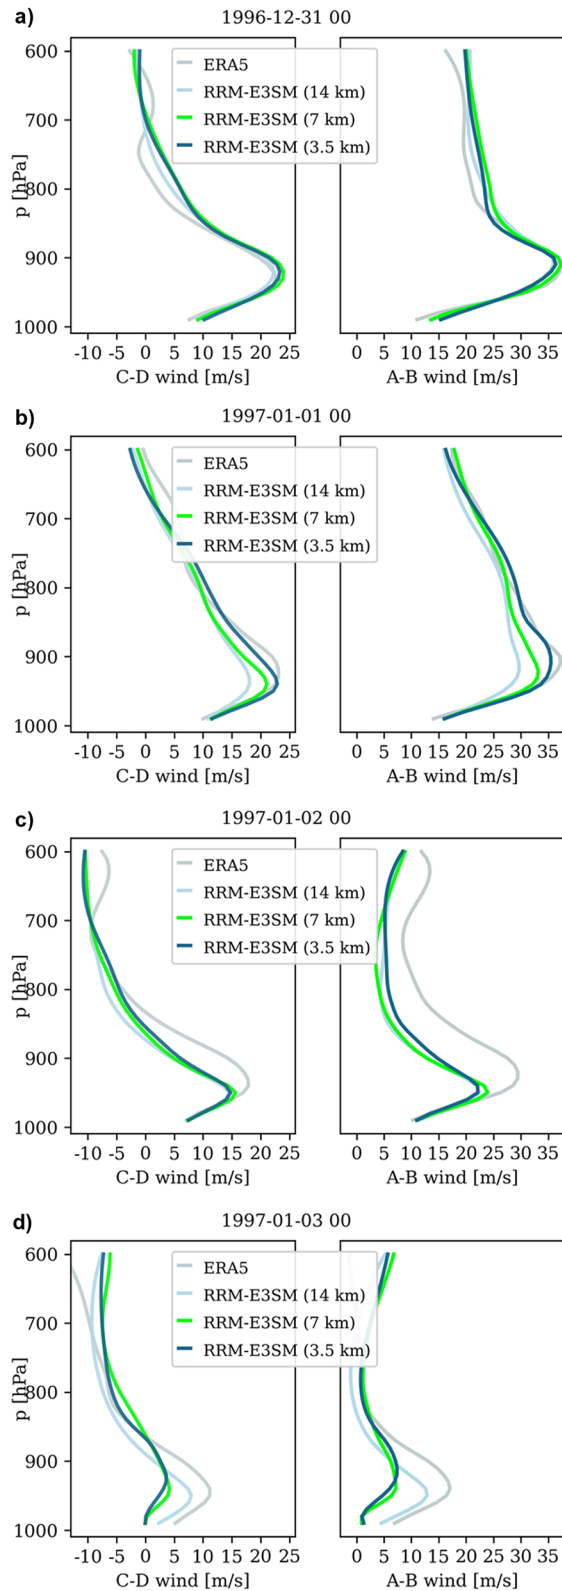 a)
1996-12-31 00
600
700
800
900
1000
p [hPa]
ERA5
RRM-E3SM (14 km)
RRM-E3SM (7 km)
RRM-E3SM (3.5 km)
-10 -5 0 5 10 15 20 25
0 5 10 15 20 25 30 35
C-D wind [m/s]
A-B wind [m/s]
b)
1997-01-01 00
600
700
800
900
1000
p [hPa]
ERA5
RRM-E3SM (14 km)
RRM-E3SM (7 km)
RRM-E3SM (3.5 km)
-10 -5 0 5 10 15 20 25
0 5 10 15 20 25 30 35
C-D wind [m/s]
A-B wind [m/s]
c)
1997-01-02 00
600
700
800
900
1000
p [hPa]
ERA5
RRM-E3SM (14 km)
RRM-E3SM (7 km)
RRM-E3SM (3.5 km)
-10 -5 0 5 10 15 20 25
0 5 10 15 20 25 30 35
C-D wind [m/s]
A-B wind [m/s]
d)
1997-01-03 00
600
700
800
900
1000
p [hPa]
ERA5
RRM-E3SM (14 km)
RRM-E3SM (7 km)
RRM-E3SM (3.5 km)
-10 -5 0 5 10 15 20 25
0 5 10 15 20 25 30 35
C-D wind [m/s]
A-B wind [m/s]